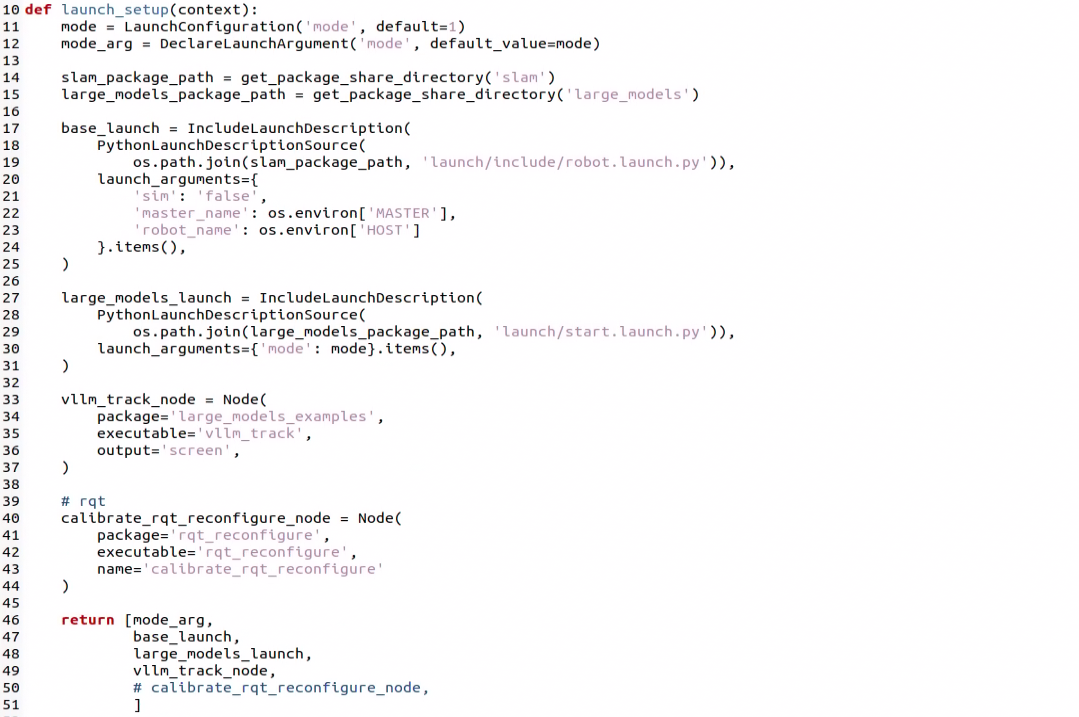 10 def launch_setup(context):
11     mode = LaunchConfiguration('mode', default=1)
12     mode_arg = DeclareLaunchArgument('mode', default_value=mode)
13
14     slam_package_path = get_package_share_directory('slam')
15     large_models_package_path = get_package_share_directory('large_models')
16
17     base_launch = IncludeLaunchDescription(
18         PythonLaunchDescriptionSource(
19             os.path.join(slam_package_path, 'launch/include/robot.launch.py')),
20         launch_arguments={
21             'sim': 'false',
22             'master_name': os.environ['MASTER'],
23             'robot_name': os.environ['HOST']
24         }.items(),
25     )
26
27     large_models_launch = IncludeLaunchDescription(
28         PythonLaunchDescriptionSource(
29             os.path.join(large_models_package_path, 'launch/start.launch.py')),
30         launch_arguments={'mode': mode}.items(),
31     )
32
33     vllm_track_node = Node(
34         package='large_models_examples',
35         executable='vllm_track',
36         output='screen',
37     )
38
39     # rqt
40     calibrate_rqt_reconfigure_node = Node(
41         package='rqt_reconfigure',
42         executable='rqt_reconfigure',
43         name='calibrate_rqt_reconfigure'
44     )
45
46     return [mode_arg,
47             base_launch,
48             large_models_launch,
49             vllm_track_node,
50             # calibrate_rqt_reconfigure_node,
51             ]